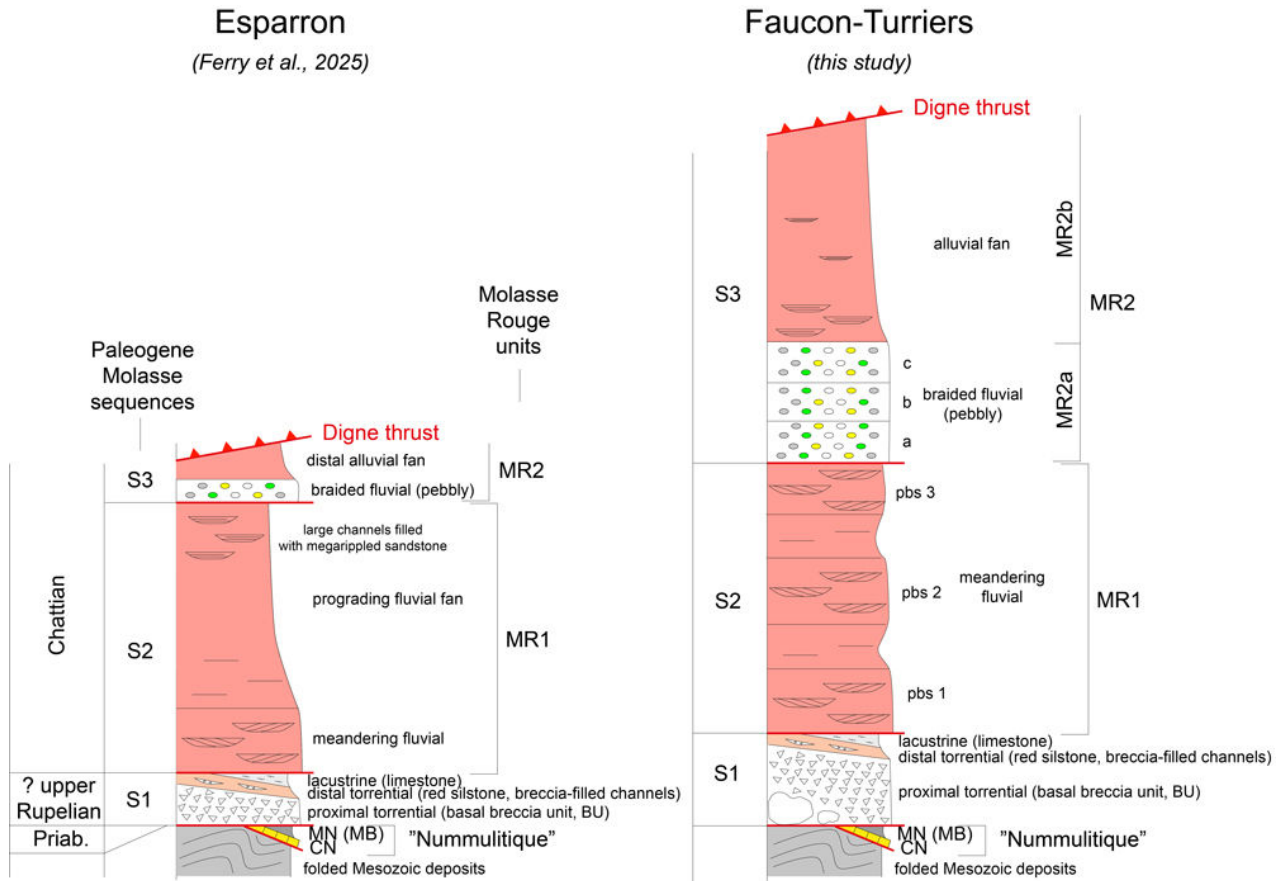 Esparron
(Ferry et al., 2025)
Paleogene
Molasse
sequences
Molasse
Rouge
units
Digne thrust
S3
distal alluvial fan
braided fluvial (pebbly)
MR2
large channels filled
with megarippled sandstone
prograding fluvial fan
Chattian
S2
MR1
meandering fluvial
? upper
Rupelian
S1
lacustrine (limestone)
distal torrential (red silstone, breccia-filled channels)
proximal torrential (basal breccia unit, BU)
Priab.
MN (MB)
CN
"Nummulitique"
folded Mesozoic deposits
Faucon-Turriers
(this study)
Digne thrust
S3
alluvial fan
MR2b
MR2
c
b
a
braided fluvial
(pebbly)
MR2a
S2
pbs 3
pbs 2
meandering
fluvial
pbs 1
MR1
S1
lacustrine (limestone)
distal torrential (red silstone, breccia-filled channels)
proximal torrential (basal breccia unit, BU)
MN (MB)
CN
"Nummulitique"
folded Mesozoic deposits